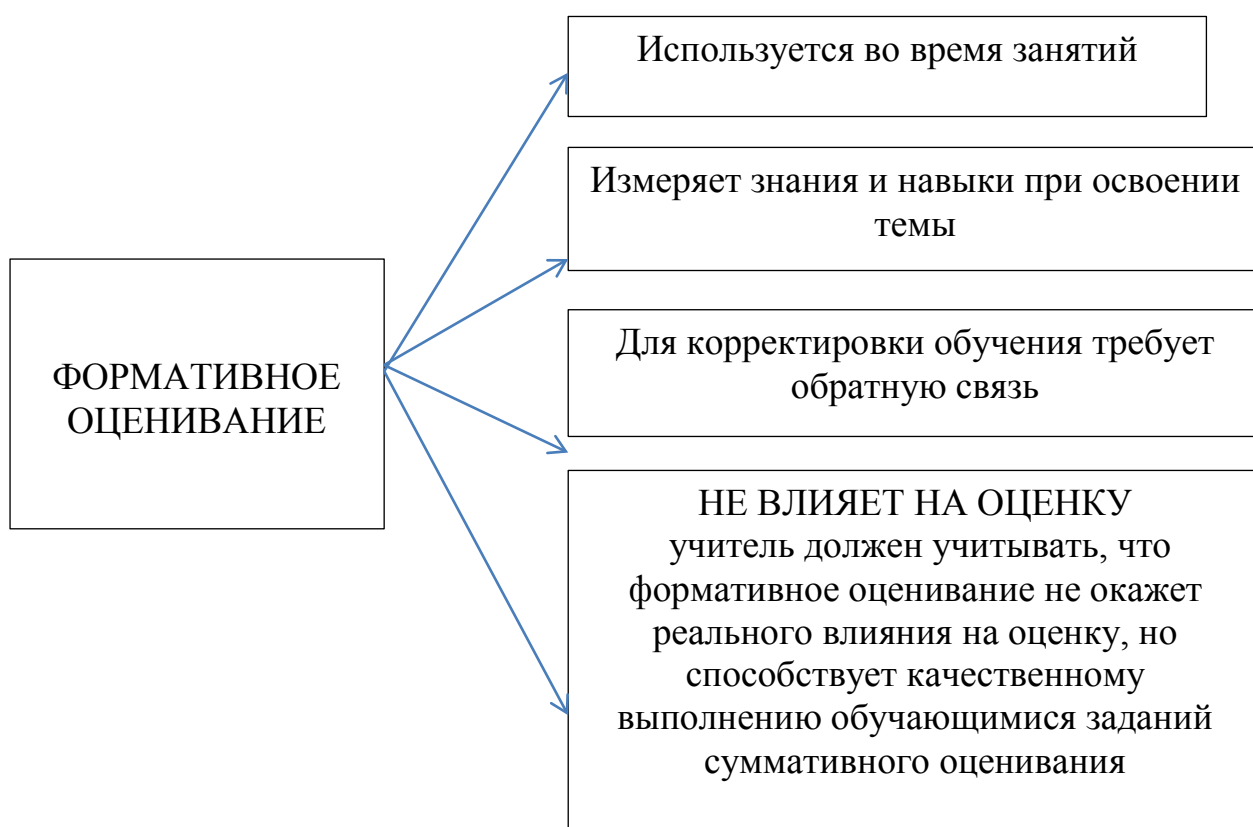 Используется во время занятий
Измеряет знания и навыки при освоении
темы
ФОРМАТИВНОЕ
ОЦЕНИВАНИЕ
Для корректировки обучения требует
обратную связь
НЕ ВЛИЯЕТ НА ОЦЕНКУ
учитель должен учитывать, что
формативное оценивание не окажет
реального влияния на оценку, но
способствует качественному
выполнению обучающимися заданий
суммативного оценивания